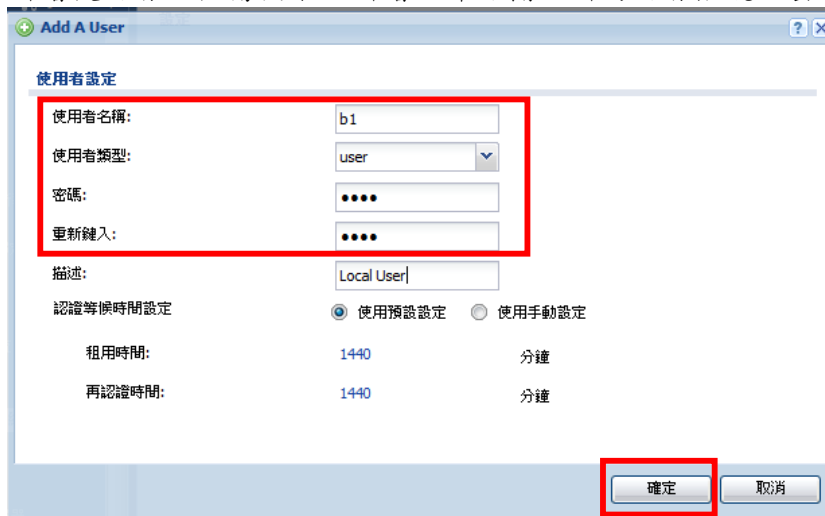 Add A User
使用者設定
使用者名稱: b1
使用者類型: user
密碼: ••••
重新鍵入: ••••
描述: Local User
認證等候時間設定 使用預設設定 使用手動設定
租用時間: 1440 分鐘
再認證時間: 1440 分鐘
確定 取消